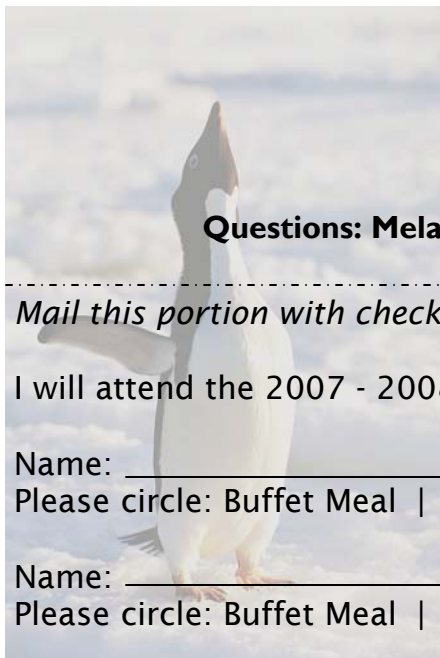 Questions: Mela
Mail this portion with check
I will attend the 2007 - 200
Name:
Please circle: Buffet Meal |
Name:
Please circle: Buffet Meal |